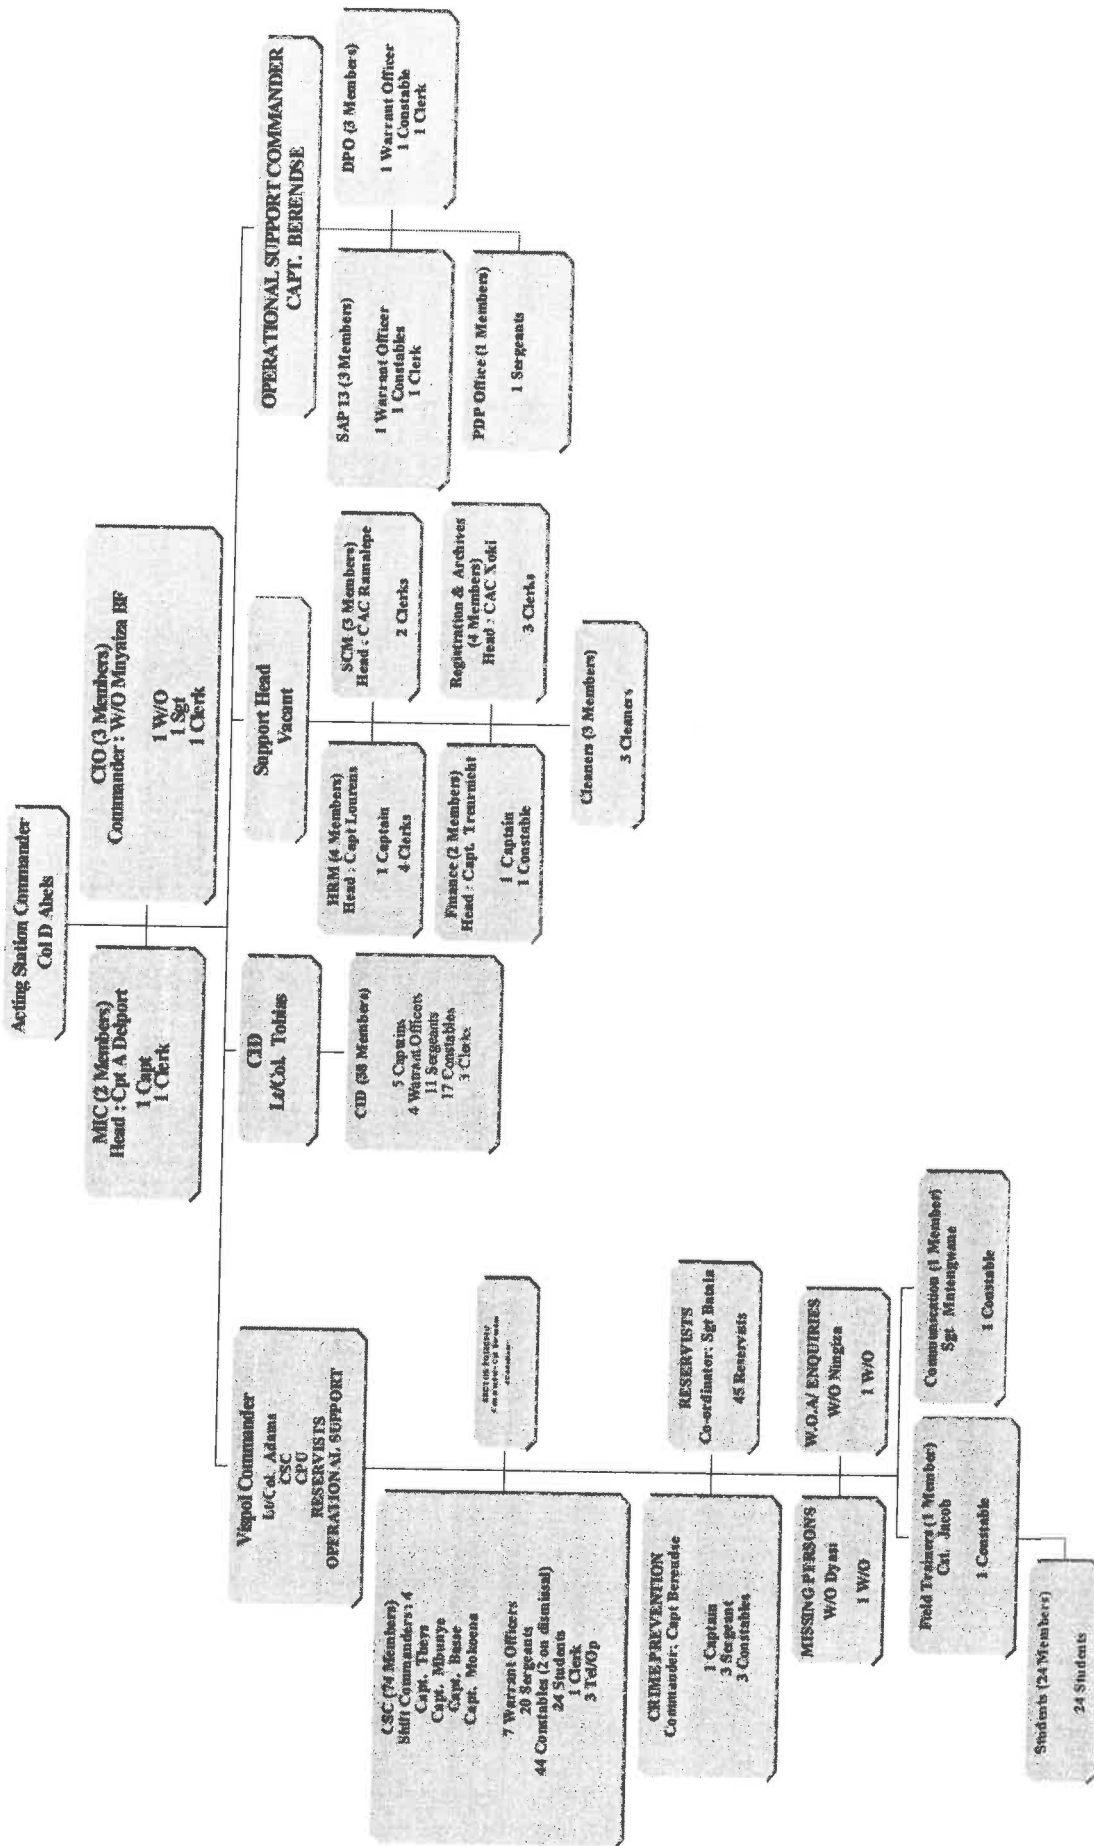 Acting Station Commander
Col D Abels
MIC (2 Members)
Head : Cpt A Delport
1 Capt
1 Clerk
CIO (3 Members)
Commander : W/O Mnyaiza BF
1 W/O
1 Sgt
1 Clerk
Vispol Commander
Lt/Col. Adams
CSC
CPU
RESERVISTS
OPERATIONAL SUPPORT
CID
Lt/Col. Tobias
Support Head
Vacant
OPERATIONAL SUPPORT COMMANDER
CAPT. BERENDSE
CSC (74 Members)
Shift Commanders: 4
Capt. Theys
Capt. Mbunye
Capt. Basse
Capt. Mokoena
7 Warrant Officers
20 Sergeants
44 Constables (2 on dismissal)
24 Students
1 Clerk
3 Tel/Op
CRIME PREVENTION
Commander: Capt Berendse
1 Captain
3 Sergeant
3 Constables
RESERVISTS
Co-ordinator: Sgt Batala
45 Reservists
MISSING PERSONS
W/O Dyasi
1 W/O
W.O.A/ ENQUIRIES
W/O Ningiza
1 W/O
Field Trainers (1 Member)
Cst. Jacob
1 Constable
Communication (1 Member)
Sgt. Mntengwane
1 Constable
Students (24 Members)
24 Students
CID (Members)
5 Captains
4 Warrant Officers
11 Sergeants
17 Constables
3 Clerks
HRM (4 Members)
Head : Capt Lourens
1 Captain
4 Clerks
SCM (3 Members)
Head : CAC Ramalepe
2 Clerks
Finance (2 Members)
Head : Capt. Treurnicht
1 Captain
1 Constable
Registration & Archives
(4 Members)
Head : CAC Xoki
3 Clerks
Cleaners (3 Members)
3 Cleaners
SAP 13 (3 Members)
1 Warrant Officer
1 Constables
1 Clerk
DPO (3 Members)
1 Warrant Officer
1 Constable
1 Clerk
PDP Office (1 Members)
1 Sergeants